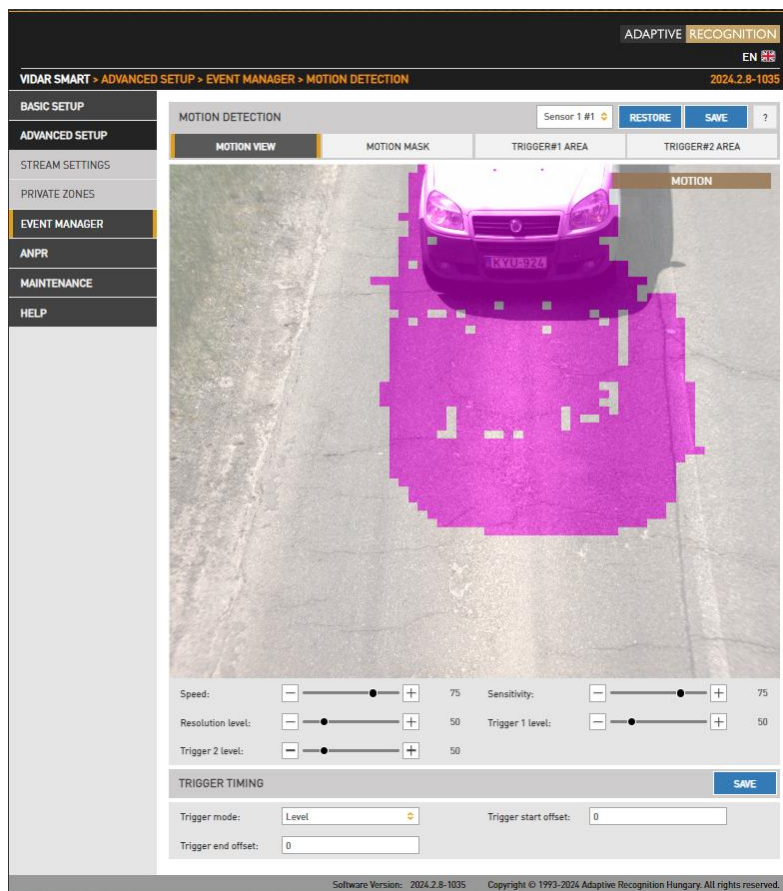 ADAPTIVE RECOGNITION
EN
VIDAR SMART > ADVANCED SETUP > EVENT MANAGER > MOTION DETECTION 2024.2.8-1035
BASIC SETUP
ADVANCED SETUP
STREAM SETTINGS
PRIVATE ZONES
EVENT MANAGER
ANPR
MAINTENANCE
HELP
MOTION DETECTION Sensor 1 #1 RESTORE SAVE ?
MOTION VIEW MOTION MASK TRIGGER#1 AREA TRIGGER#2 AREA
MOTION
KYU-924
Speed: 75 Sensitivity: 75
Resolution level: 50 Trigger 1 level: 50
Trigger 2 level: 50
TRIGGER TIMING SAVE
Trigger mode: Level Trigger start offset: 0
Trigger end offset: 0
Software Version: 2024.2.8-1035 Copyright © 1993-2024 Adaptive Recognition Hungary. All rights reserved.